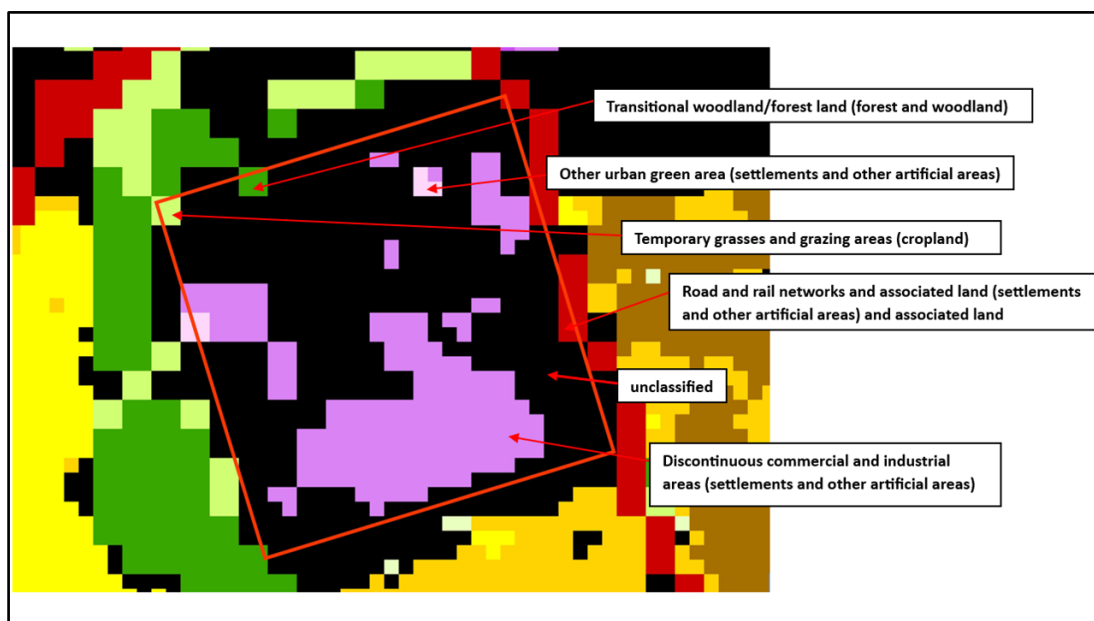 Transitional woodland/forest land (forest and woodland)
Other urban green area (settlements and other artificial areas)
Temporary grasses and grazing areas (cropland)
Road and rail networks and associated land (settlements
and other artificial areas) and associated land
unclassified
Discontinuous commercial and industrial
areas (settlements and other artificial areas)